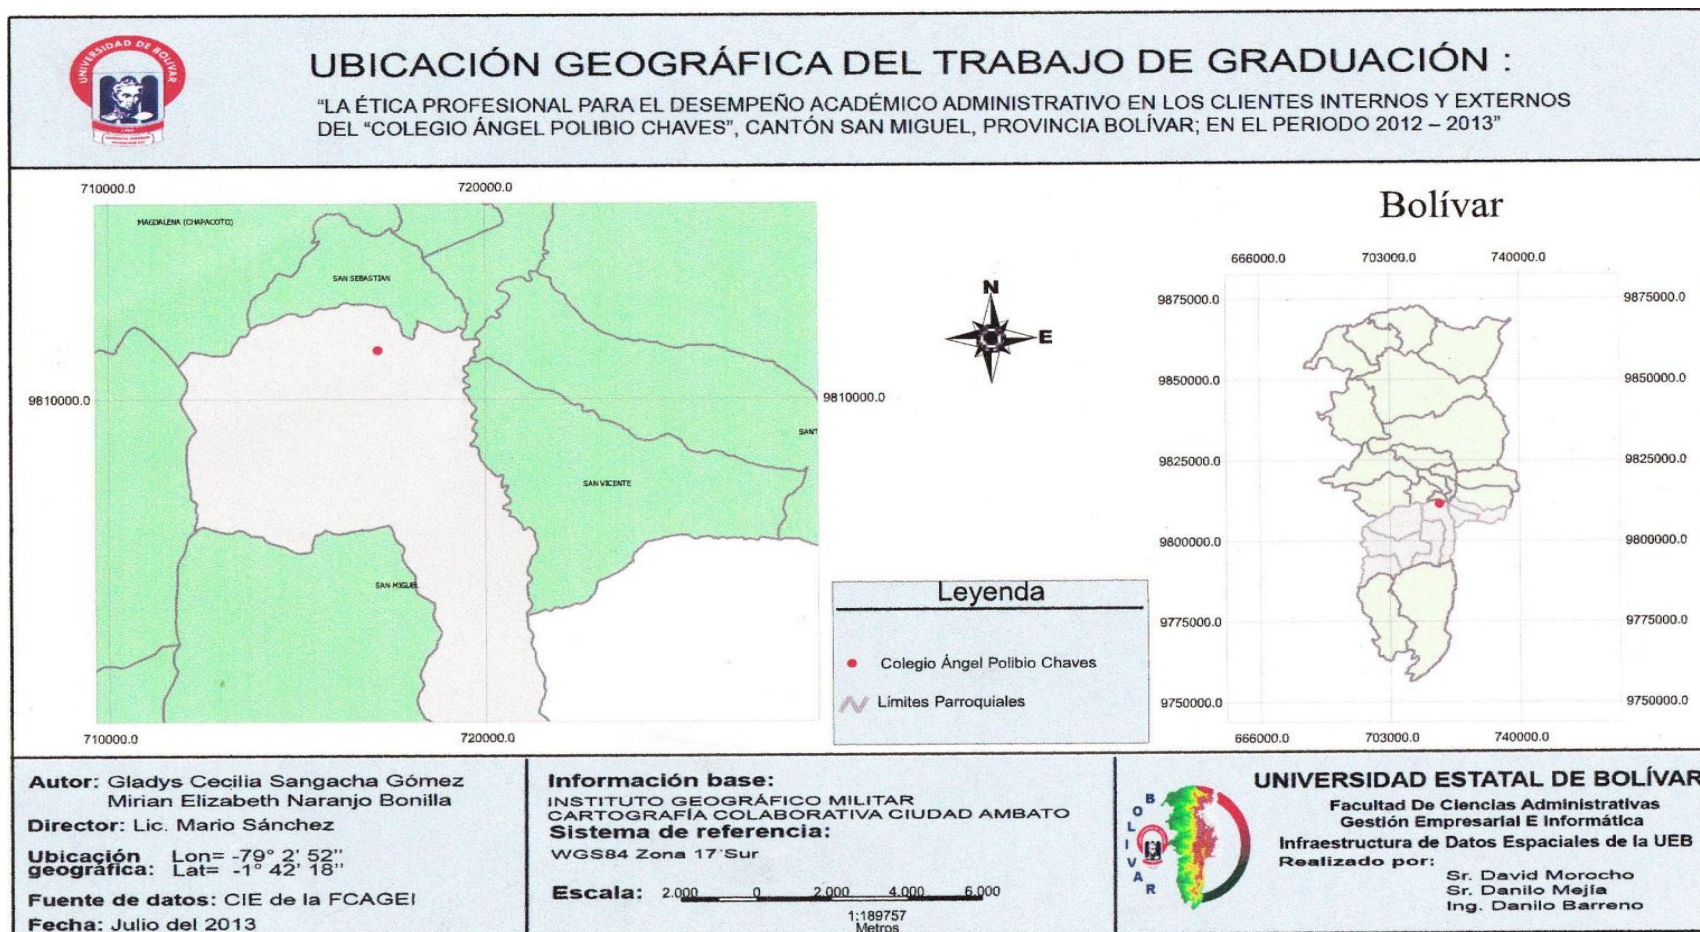 UNIVERSIDAD DE BOLIVAR
UBICACIÓN GEOGRÁFICA DEL TRABAJO DE GRADUACIÓN :
“LA ÉTICA PROFESIONAL PARA EL DESEMPEÑO ACADÉMICO ADMINISTRATIVO EN LOS CLIENTES INTERNOS Y EXTERNOS
DEL “COLEGIO ÁNGEL POLIBIO CHAVES”, CANTÓN SAN MIGUEL, PROVINCIA BOLÍVAR; EN EL PERIODO 2012 – 2013”
710000.0
720000.0
MAGDALENA (CHAPACOTO)
SAN SEBASTIAN
9810000.0
9810000.0
SANT
SAN VICENTE
SAN MIGUEL
710000.0
720000.0
N
E
Bolívar
666000.0 703000.0 740000.0
9875000.0 9875000.0
9850000.0 9850000.0
9825000.0 9825000.0
9800000.0 9800000.0
9775000.0 9775000.0
9750000.0 9750000.0
666000.0 703000.0 740000.0
Leyenda
Colegio Ángel Polibio Chaves
Límites Parroquiales
Autor: Gladys Cecilia Sangacha Gómez
Mirian Elizabeth Naranjo Bonilla
Director: Lic. Mario Sánchez
Ubicación Lon= -79° 2’ 52’’
geográfica: Lat= -1° 42’ 18’’
Fuente de datos: CIE de la FCAGEI
Fecha: Julio del 2013
Información base:
INSTITUTO GEOGRÁFICO MILITAR
CARTOGRAFÍA COLABORATIVA CIUDAD AMBATO
Sistema de referencia:
WGS84 Zona 17'Sur
Escala: 2.000 0 2.000 4.000 6.000
1:189757
Metros
BOLIVAR
UNIVERSIDAD ESTATAL DE BOLÍVAR
Facultad De Ciencias Administrativas
Gestión Empresarial E Informática
Infraestructura de Datos Espaciales de la UEB
Realizado por:
Sr. David Morocho
Sr. Danilo Mejía
Ing. Danilo Barreno